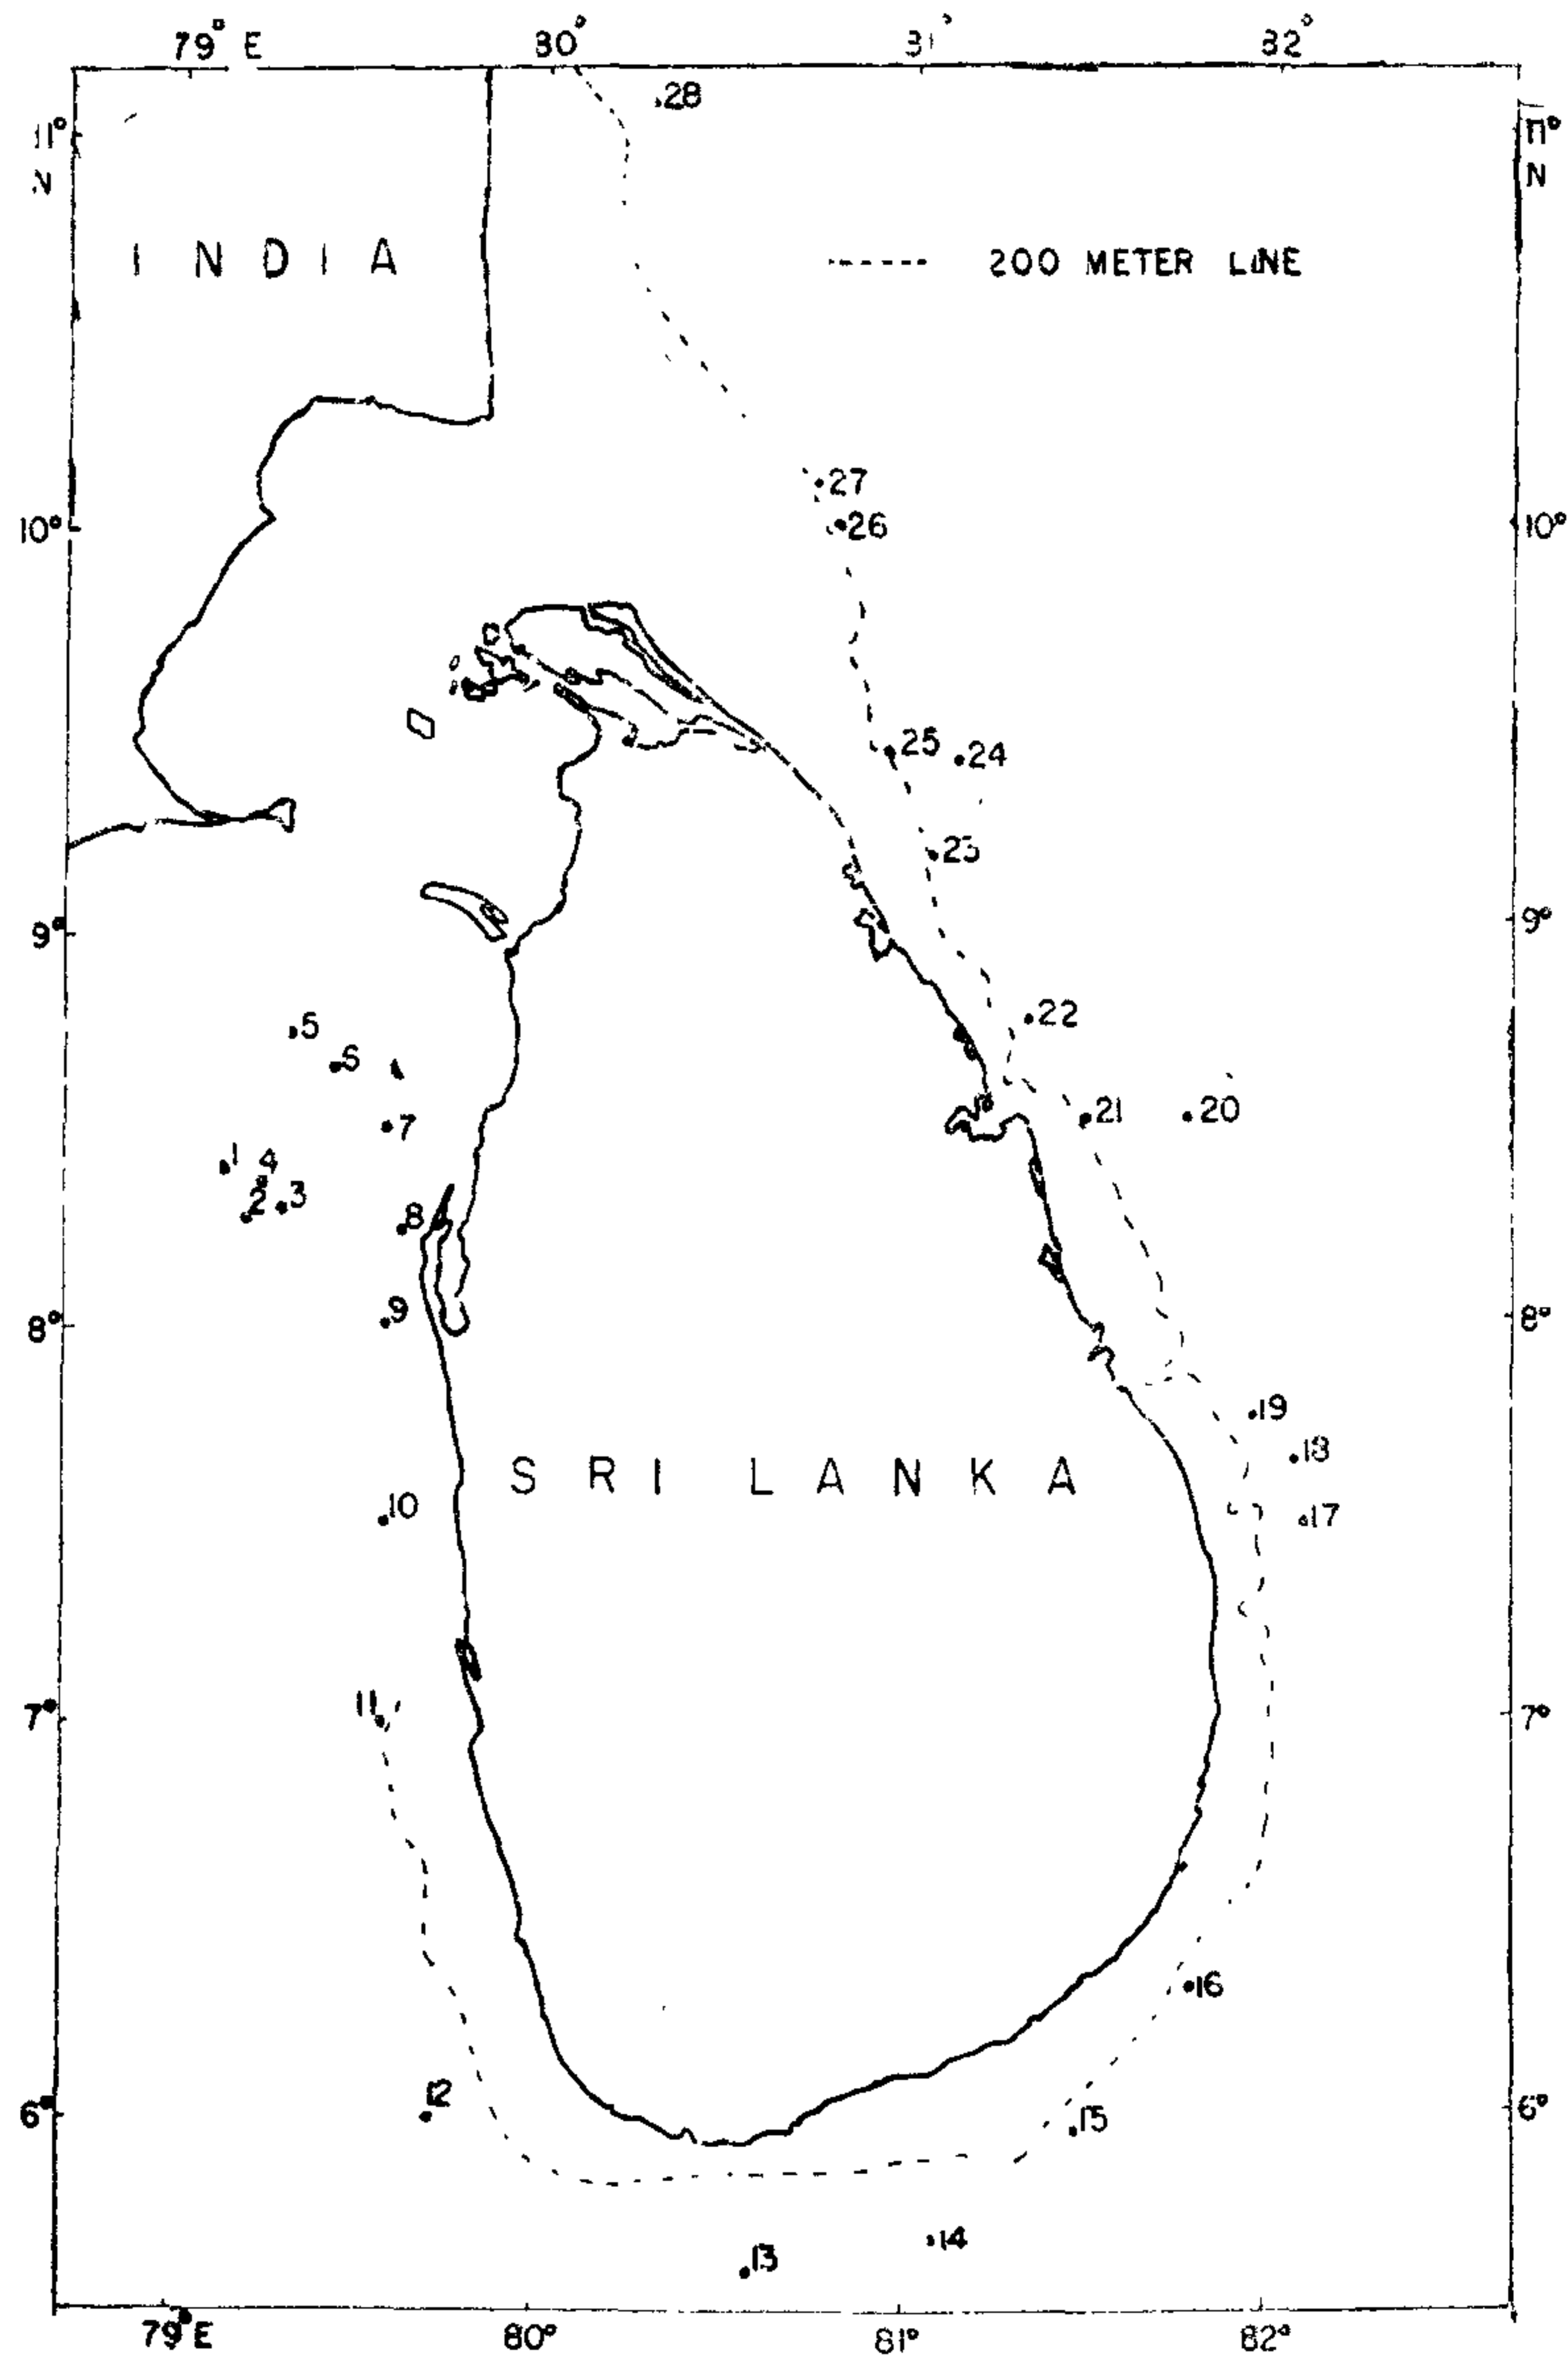 79° E 80° 81° 82°
28
11° 11°
N N
INDIA
200 METER LINE
27
10° 26 10°
25 24
23
9° 9°
22
5
6
7 21 20
1 4
2 3
8
9
8° 8°
19
18
SRI LANKA
10 17
11
7° 7°
16
12
6° 15 6°
14
13
79° E 80° 81° 82°